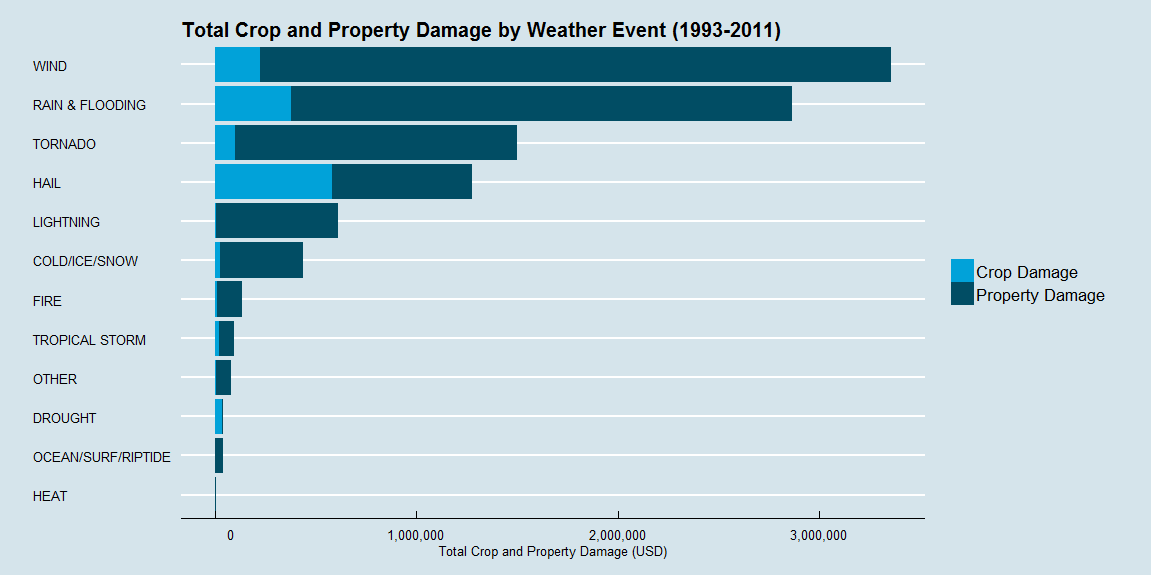 Total Crop and Property Damage by Weather Event (1993-2011)
WIND
RAIN & FLOODING
TORNADO
HAIL
LIGHTNING
COLD/ICE/SNOW
FIRE
TROPICAL STORM
OTHER
DROUGHT
OCEAN/SURF/RIPTIDE
HEAT
Crop Damage
Property Damage
0 1,000,000 2,000,000 3,000,000
Total Crop and Property Damage (USD)